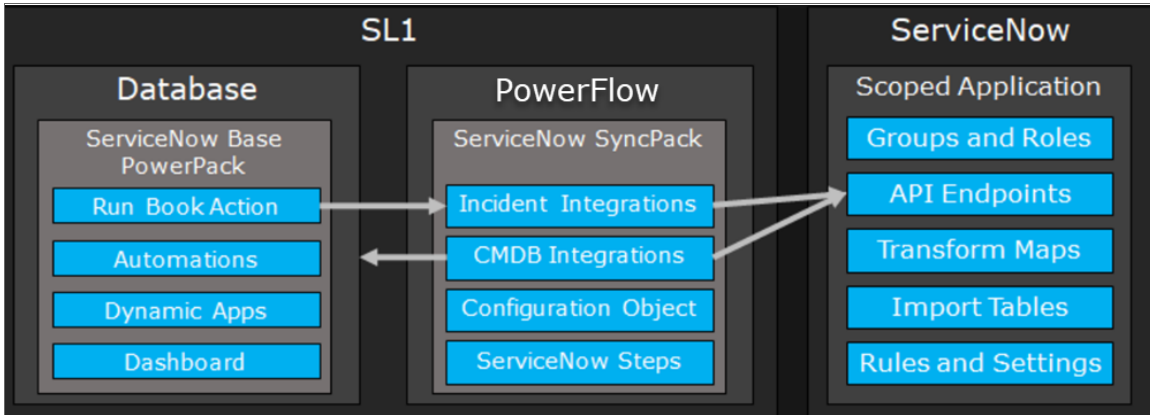 SL1
Database
ServiceNow Base
PowerPack
Run Book Action
Automations
Dynamic Apps
Dashboard
PowerFlow
ServiceNow SyncPack
Incident Integrations
CMDB Integrations
Configuration Object
ServiceNow Steps
ServiceNow
Scoped Application
Groups and Roles
API Endpoints
Transform Maps
Import Tables
Rules and Settings